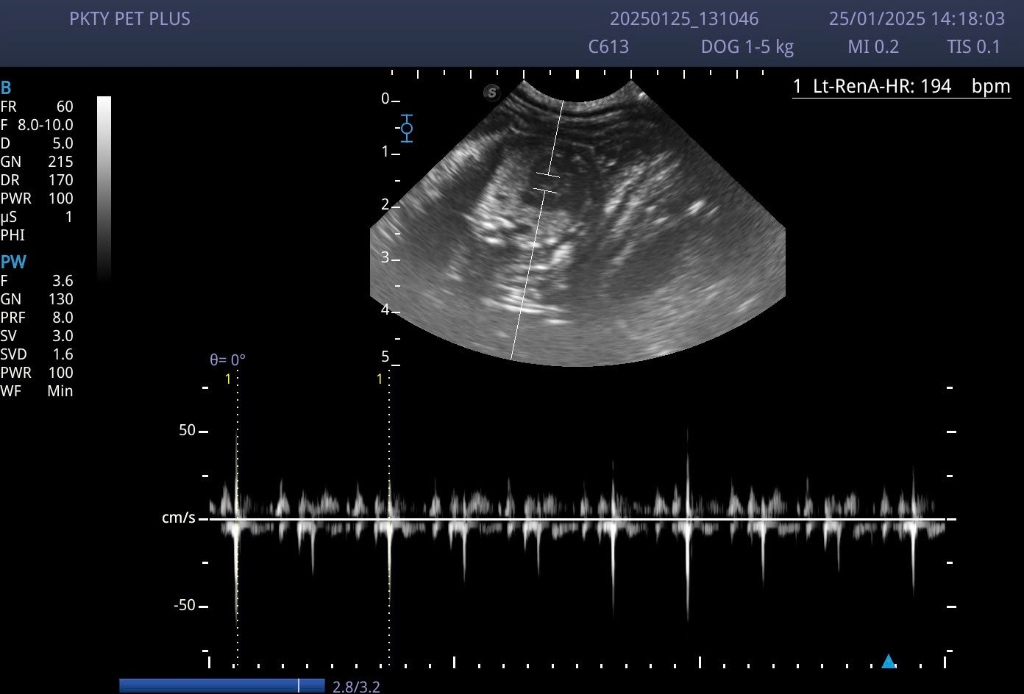 PKTY PET PLUS
20250125_131046
25/01/2025 14:18:03
C613
DOG 1-5 kg
MI 0.2
TIS 0.1
1 Lt-RenA-HR: 194 bpm
B
FR 60
F 8.0-10.0
D 5.0
GN 215
DR 170
PWR 100
µS 1
PHI
PW
F 3.6
GN 130
PRF 8.0
SV 3.0
SVD 1.6
PWR 100
WF Min
S
0
1
2
3
4
5
θ= 0°
1
1
50
cm/s
-50
2.8/3.2